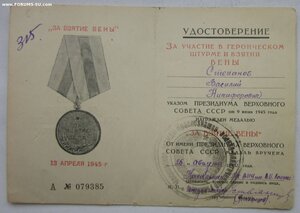 www.FORUMS-SU.com
315
"ЗА ВЗЯТИЕ ВЕНЫ"
13 АПРЕЛЯ 1945 г
А № 079385
УДОСТОВЕРЕНИЕ
ЗА УЧАСТИЕ В ГЕРОИЧЕСКОМ
ШТУРМЕ И ВЗЯТИИ
ВЕНЫ
Степанов
Василий
Никифорович
УКАЗОМ ПРЕЗИДИУМА ВЕРХОВНОГО
СОВЕТА СССР от 9 июня 1945 года
НАГРАЖДЕН МЕДАЛЬЮ
"ЗА ВЗЯТИЕ ВЕНЫ"
ОТ ИМЕНИ ПРЕЗИДИУМА ВЕРХОВНОГО
СОВЕТА СССР МЕДАЛЬ ВРУЧЕНА